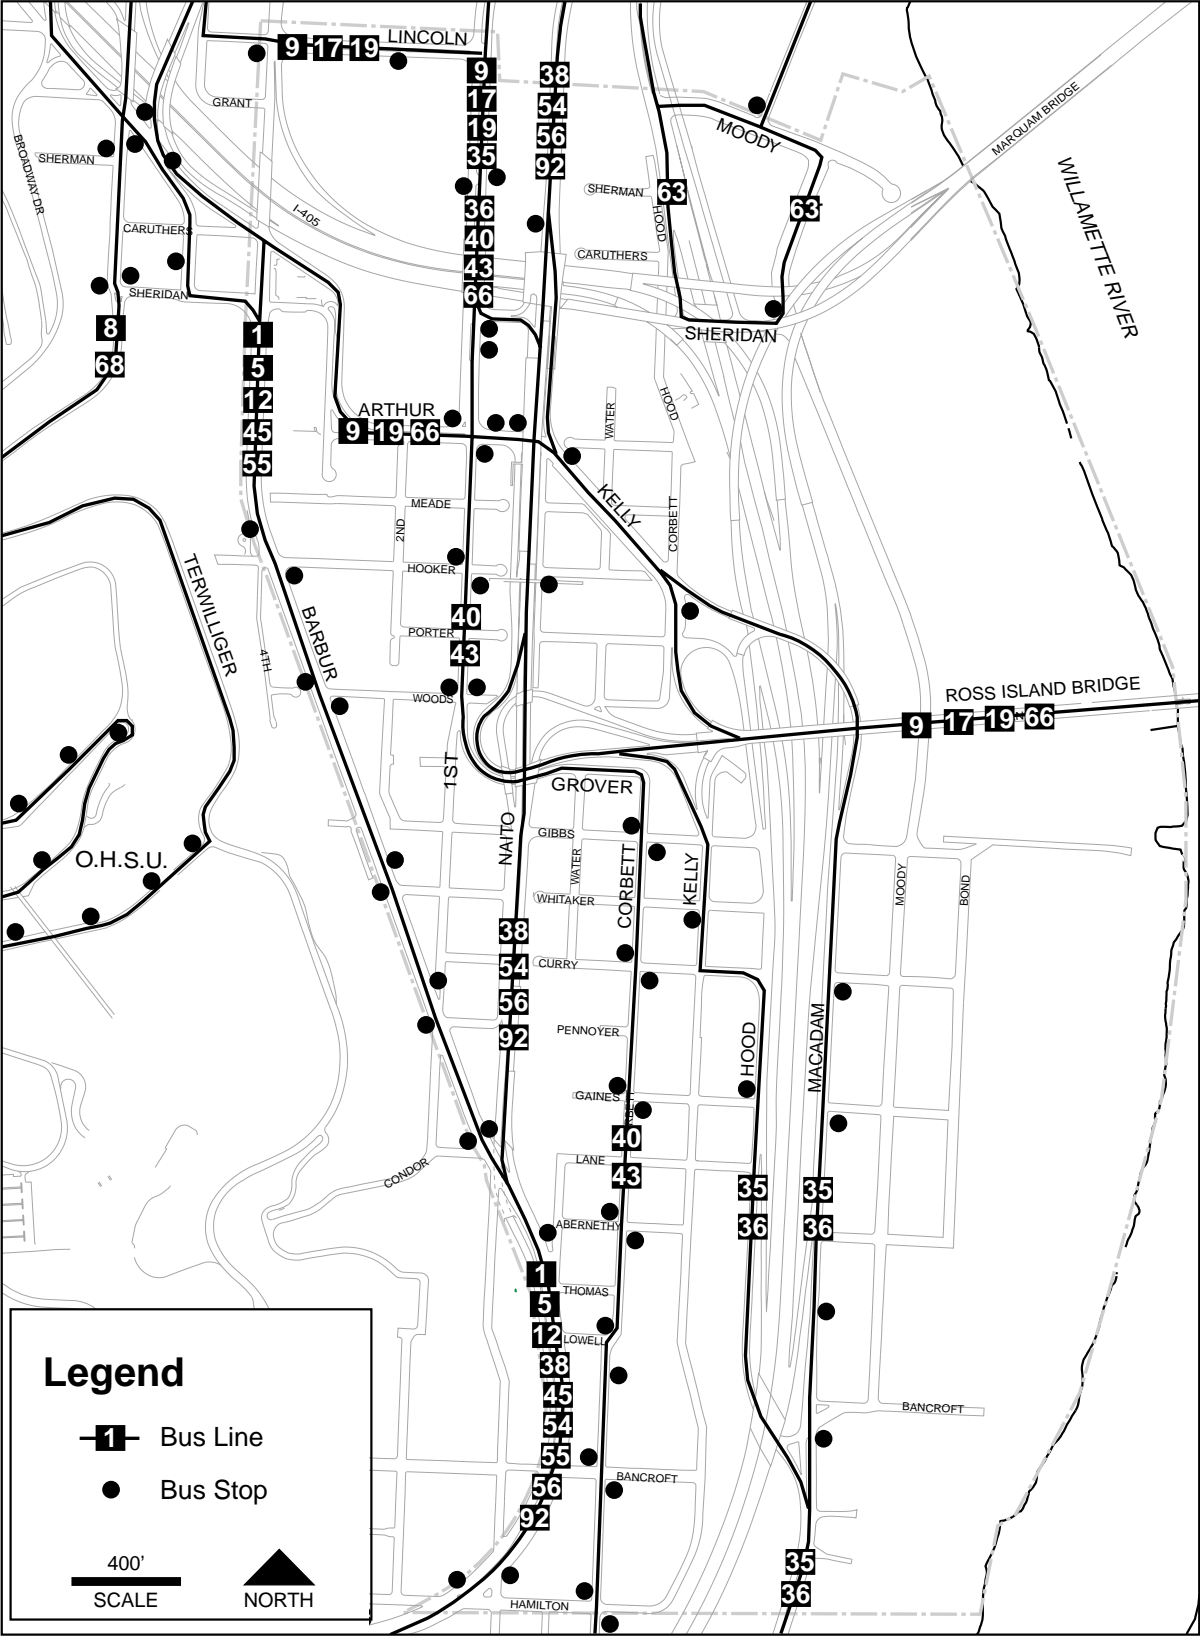 LINCOLN
9 17 19
9
17
19
35
36
40
43
66
38
54
56
92
GRANT
SHERMAN
BROADWAY DR
CARUTHERS
SHERIDAN
I-405
8
68
1
5
12
45
55
MOODY
63
63
SHERMAN
HOOD
CARUTHERS
SHERIDAN
MARQUAM BRIDGE
WILLAMETTE RIVER
ARTHUR
9 19 66
WATER
HOOD
KELLY
CORBETT
MEADE
2ND
HOOKER
PORTER
WOODS
40
43
TERWILLIGER
BARBUR
4TH
1ST
NAITO
ROSS ISLAND BRIDGE
9 17 19 66
GROVER
GIBBS
WATER
WHITAKER
CORBETT
KELLY
CURRY
MOODY
BOND
O.H.S.U.
38
54
56
92
PENNOYER
HOOD
MACADAM
GAINES
40
43
LANE
CONDOR
ABERNETHY
35
36
35
36
THOMAS
LOWELL
1
5
12
38
45
54
55
56
92
BANCROFT
BANCROFT
35
36
HAMILTON
Legend
1 Bus Line
Bus Stop
400'
SCALE
NORTH